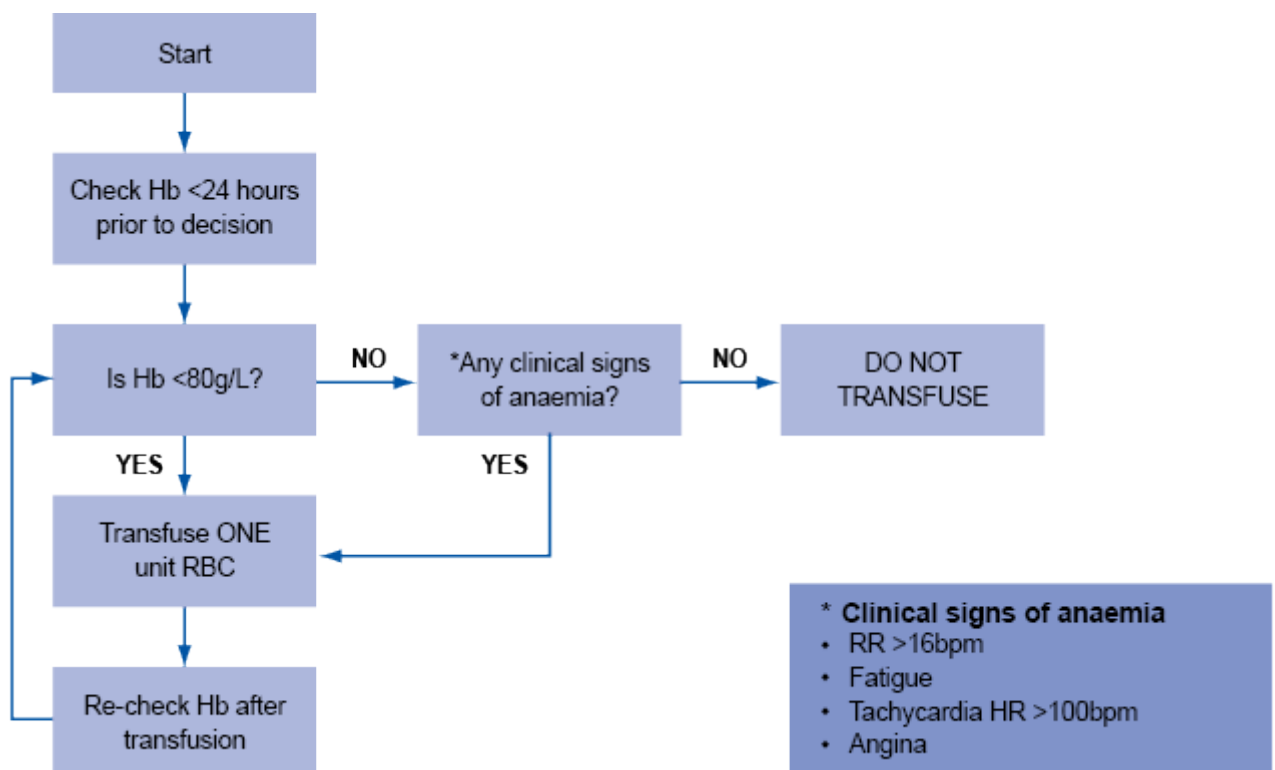 Start
Check Hb <24 hours
prior to decision
Is Hb <80g/L?
NO
*Any clinical signs
of anaemia?
NO
DO NOT
TRANSFUSE
YES
YES
Transfuse ONE
unit RBC
Re-check Hb after
transfusion
* Clinical signs of anaemia
• RR >16bpm
• Fatigue
• Tachycardia HR >100bpm
• Angina